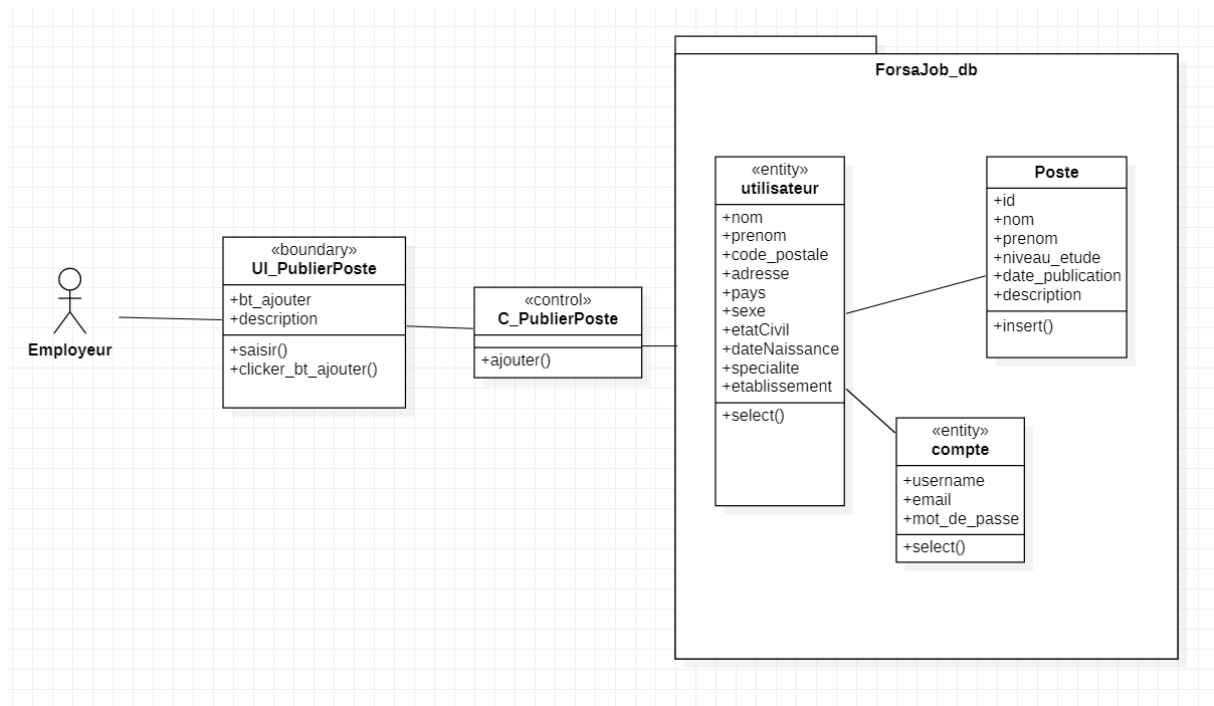 ForsaJob_db
«entity»
utilisateur
+nom
+prenom
+code_postale
+adresse
+pays
+sexe
+etatCivil
+dateNaissance
+specialite
+etablissement
+select()
Poste
+id
+nom
+prenom
+niveau_etude
+date_publication
+description
+insert()
«boundary»
UI_PublierPoste
+bt_ajouter
+description
+saisir()
+clicker_bt_ajouter()
Employeur
«control»
C_PublierPoste
+ajouter()
«entity»
compte
+username
+email
+mot_de_passe
+select()